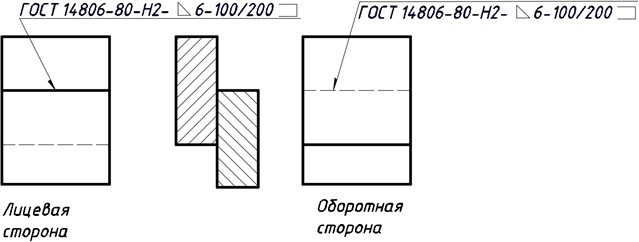 ГОСТ 14806-80-Н2- ◺ 6-100/200 ⊐
ГОСТ 14806-80-Н2- ◺ 6-100/200 ⊐
Лицевая
сторона
Оборотная
сторона